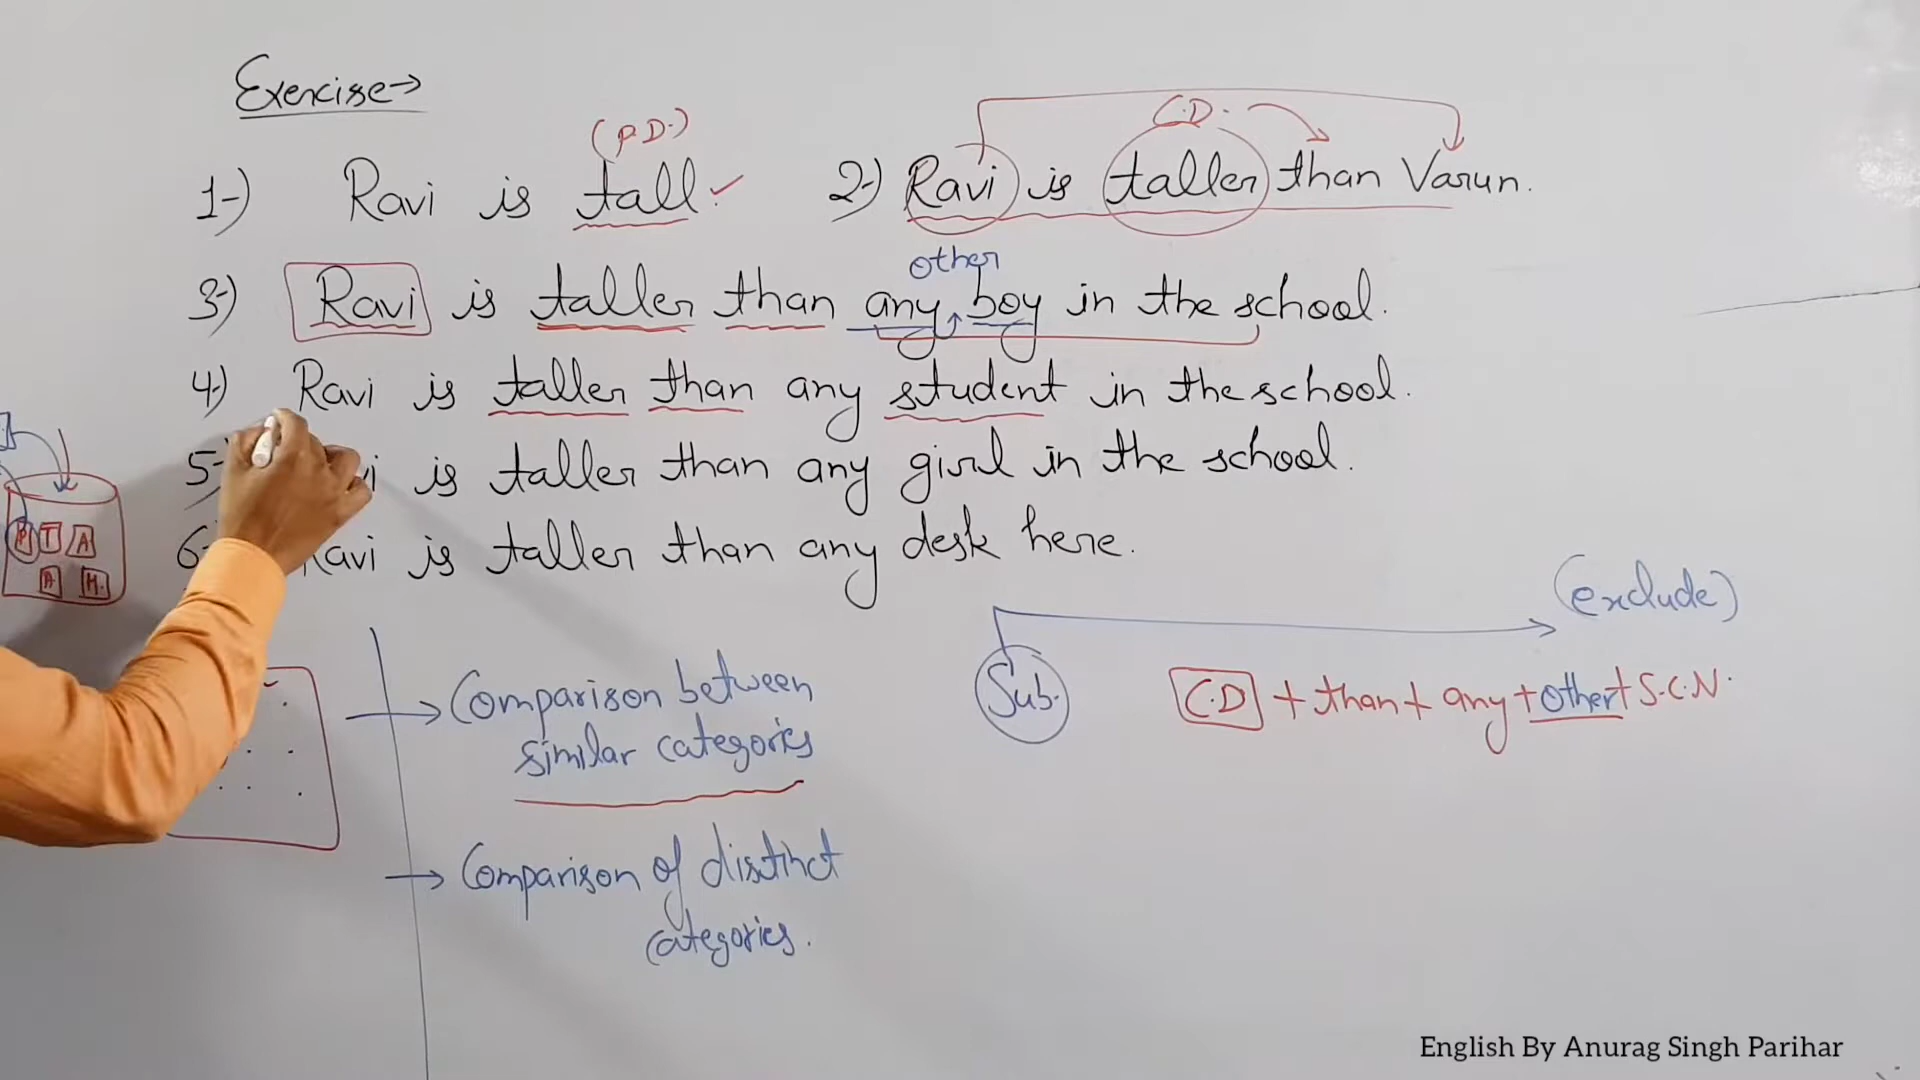 Exercise→
(P.D.)
C.D.
1-) Ravi is tall. 2-) Ravi is taller than Varun.
other
3-) Ravi is taller than any boy in the school.
4-) Ravi is taller than any student in the school.
5- is taller than any girl in the school.
6- Ravi is taller than any desk here.
P T A
A M.
(exclude)
→ Comparison between
similar categories
Sub. C.D + than + any + other + S.C.N.
→ Comparison of distinct
categories.
English By Anurag Singh Parihar